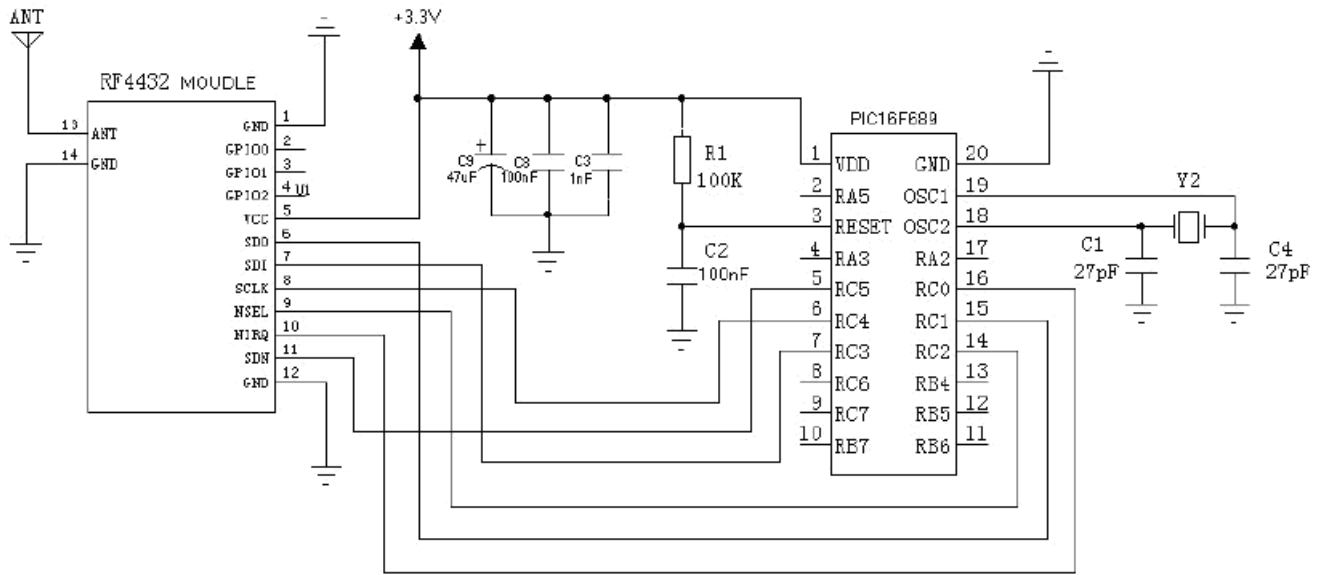 ANT
+3.3V
RF4432 MOUDLE
13 ANT
14 GND
GND 1
GPIO0 2
GPIO1 3
GPIO2 4 U1
VCC 5
SDO 6
SDI 7
SCLK 8
NSEL 9
NIRQ 10
SDN 11
GND 12
+
C9
47uF
C8
100nF
C3
1nF
R1
100K
C2
100nF
PIC16F689
1 VDD GND 20
2 RA5 OSC1 19
3 RESET OSC2 18
4 RA3 RA2 17
5 RC5 RC0 16
6 RC4 RC1 15
7 RC3 RC2 14
8 RC6 RB4 13
9 RC7 RB5 12
10 RB7 RB6 11
Y2
C1
27pF
C4
27pF